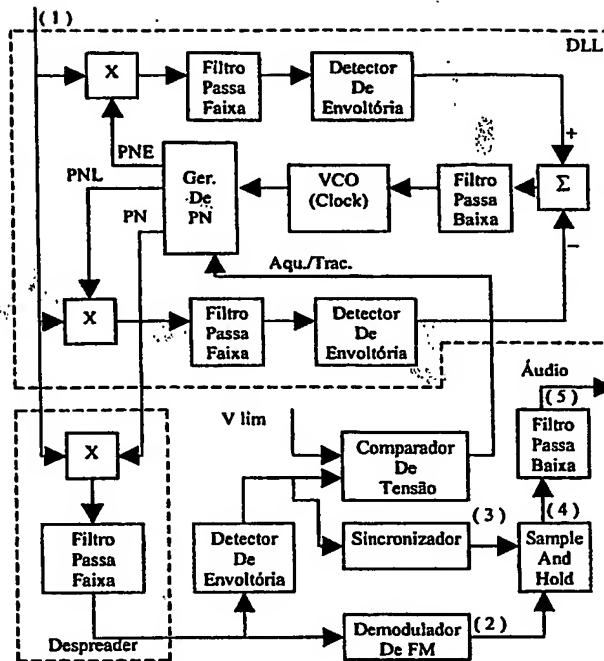 (1)
DLL
X
Filtro
Passa
Faixa
Detector
De
Envoltória
+
PNE
PNL
PN
Ger.
De
PN
VCO
(Clock)
Filtro
Passa
Baixa
Σ
−
Aqu./Trac.
X
Filtro
Passa
Faixa
Detector
De
Envoltória
Áudio
(5)
V lim
X
Comparador
De
Tensão
Filtro
Passa
Baixa
Filtro
Passa
Faixa
Detector
De
Envoltória
Sincronizador
(3)
(4)
Sample
And
Hold
Despreader
Demodulador
De FM
(2)